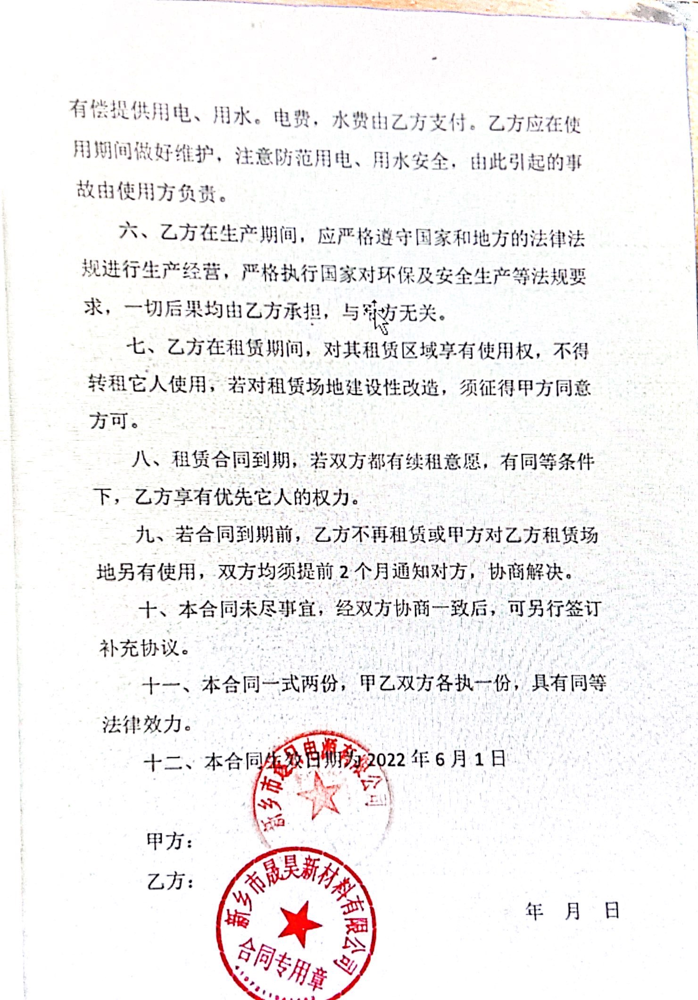 有偿提供用电、用水。电费，水费由乙方支付。乙方应在使
用期间做好维护，注意防范用电、用水安全，由此引起的事
故由使用方负责。
六、乙方在生产期间，应严格遵守国家和地方的法律法
规进行生产经营，严格执行国家对环保及安全生产等法规要
求，一切后果均由乙方承担，与甲方无关。
七、乙方在租赁期间，对其租赁区域享有使用权，不得
转租它人使用，若对租赁场地建设性改造，须征得甲方同意
方可。
八、租赁合同到期，若双方都有续租意愿，有同等条件
下，乙方享有优先它人的权力。
九、若合同到期前，乙方不再租赁或甲方对乙方租赁场
地另有使用，双方均须提前2个月通知对方，协商解决。
十、本合同未尽事宜，经双方协商一致后，可另行签订
补充协议。
十一、本合同一式两份，甲乙双方各执一份，具有同等
法律效力。
十二、本合同生效日期为2022年6月1日
乡市 电 有限公司
甲方：
乙方：
新乡市晟昊新材料有限公司
合同专用章
年 月 日